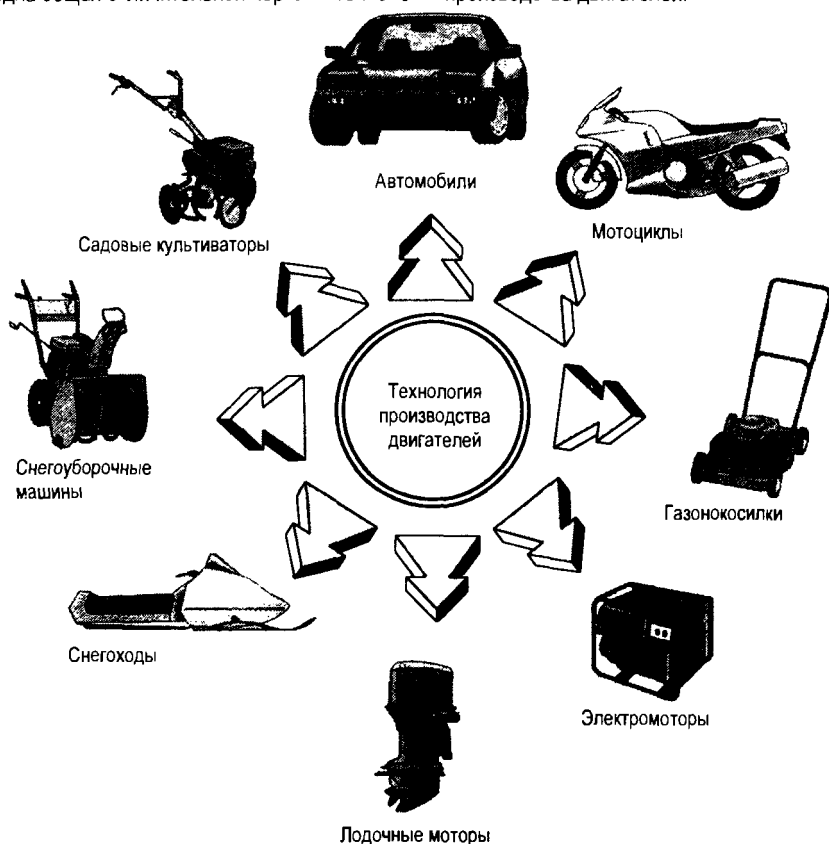 Автомобили
Садовые культиваторы
Мотоциклы
Технология
производства
двигателей
Снегоуборочные
машины
Газонокосилки
Снегоходы
Электромоторы
Лодочные моторы